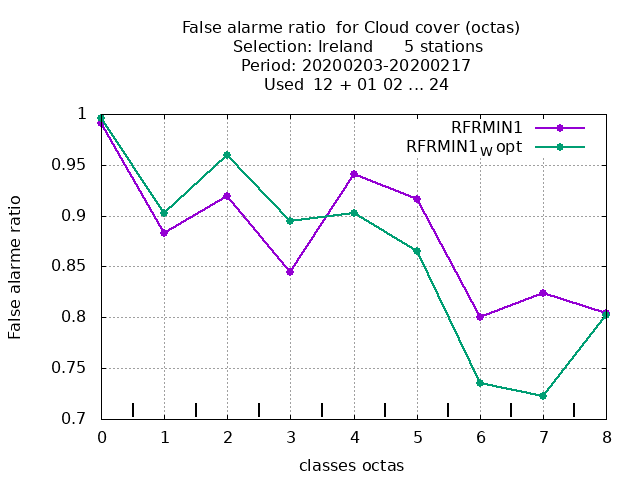 False alarme ratio  for Cloud cover (octas)
Selection: Ireland      5 stations
Period: 20200203-20200217
Used  12 + 01 02 ... 24
RFRMIN1
RFRMIN1W opt
False alarme ratio
1
0.95
0.9
0.85
0.8
0.75
0.7
0 1 2 3 4 5 6 7 8
classes octas